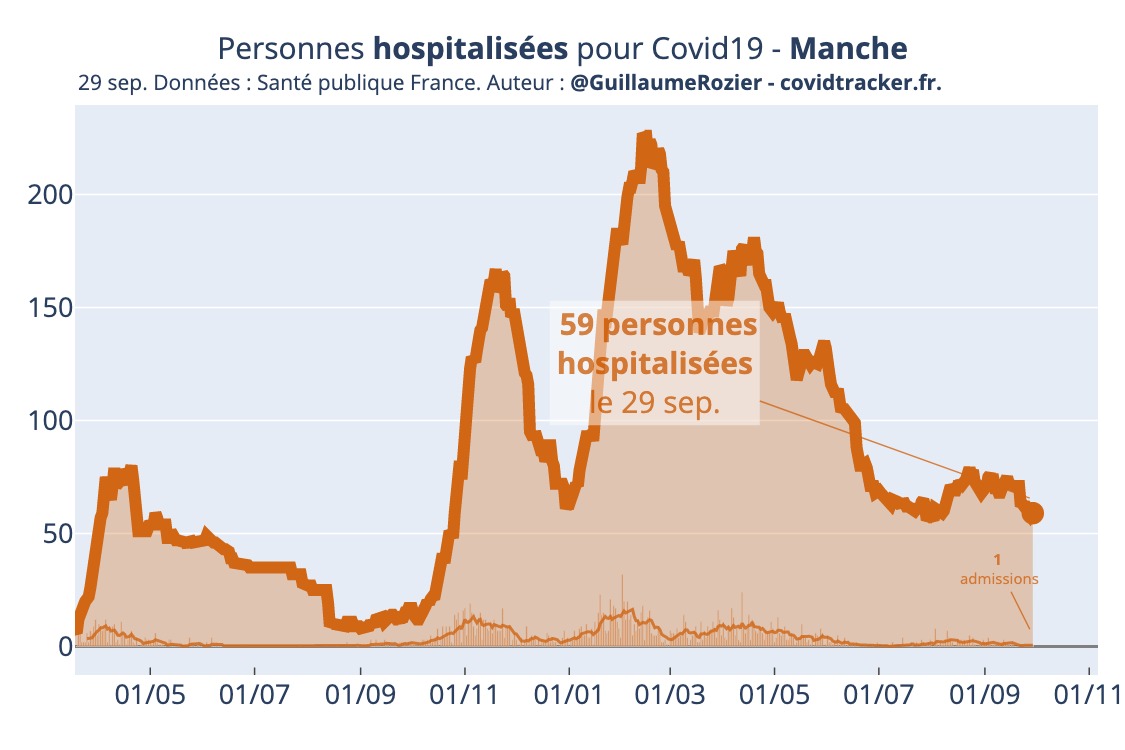 Personnes hospitalisées pour Covid19 - Manche
29 sep. Données : Santé publique France. Auteur : @GuillaumeRozier - covidtracker.fr.
200
150
100
50
0
59 personnes
hospitalisées
le 29 sep.
1
admissions
01/05 01/07 01/09 01/11 01/01 01/03 01/05 01/07 01/09 01/11